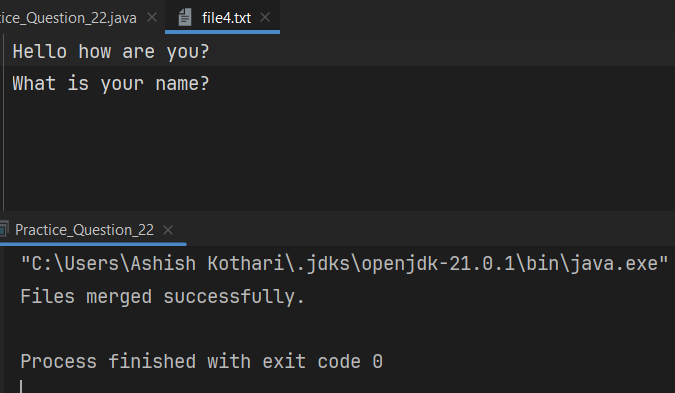 ice_Question_22.java file4.txt
Hello how are you?
What is your name?
Practice_Question_22
"C:\Users\Ashish Kothari\.jdks\openjdk-21.0.1\bin\java.exe"
Files merged successfully.
Process finished with exit code 0